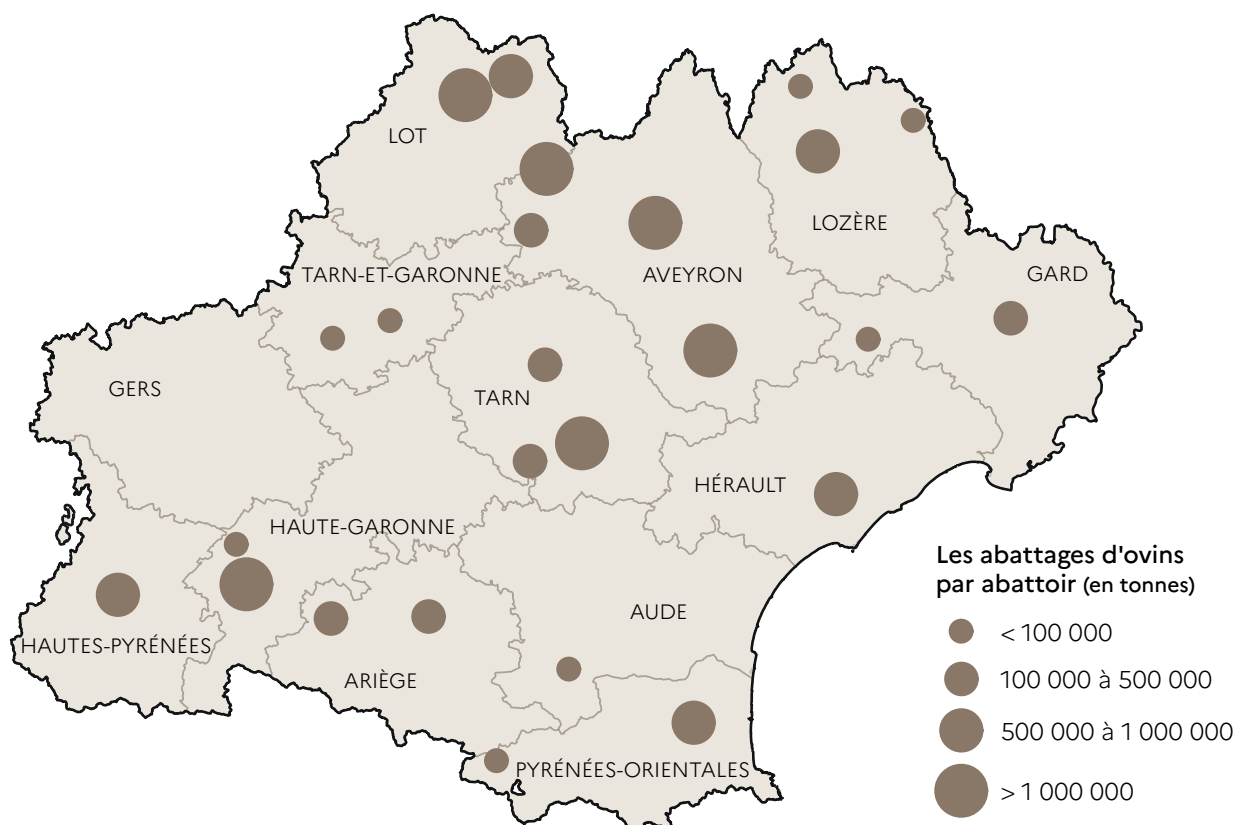 LOT
LOZÈRE
TARN-ET-GARONNE
AVEYRON
GARD
GERS
TARN
HÉRAULT
HAUTE-GARONNE
AUDE
HAUTES-PYRÉNÉES
ARIÈGE
PYRÉNÉES-ORIENTALES
Les abattages d'ovins
par abattoir (en tonnes)
< 100 000
100 000 à 500 000
500 000 à 1 000 000
> 1 000 000